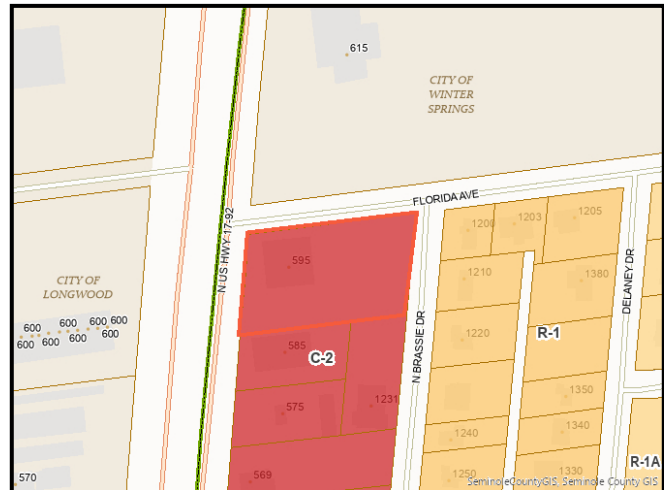 615
CITY OF
WINTER
SPRINGS
FLORIDA AVE
1200
1203
1205
N US HWY 17-92
595
CITY OF
LONGWOOD
1210
1380
DELANEY DR
600 600 600 600
600 600 600 600 600
585
C-2
1220
R-1
N BRASSIE DR
575
1231
1350
1240
1340
570
569
1250
1330
R-1A
SeminoleCountyGIS, Seminole County GIS